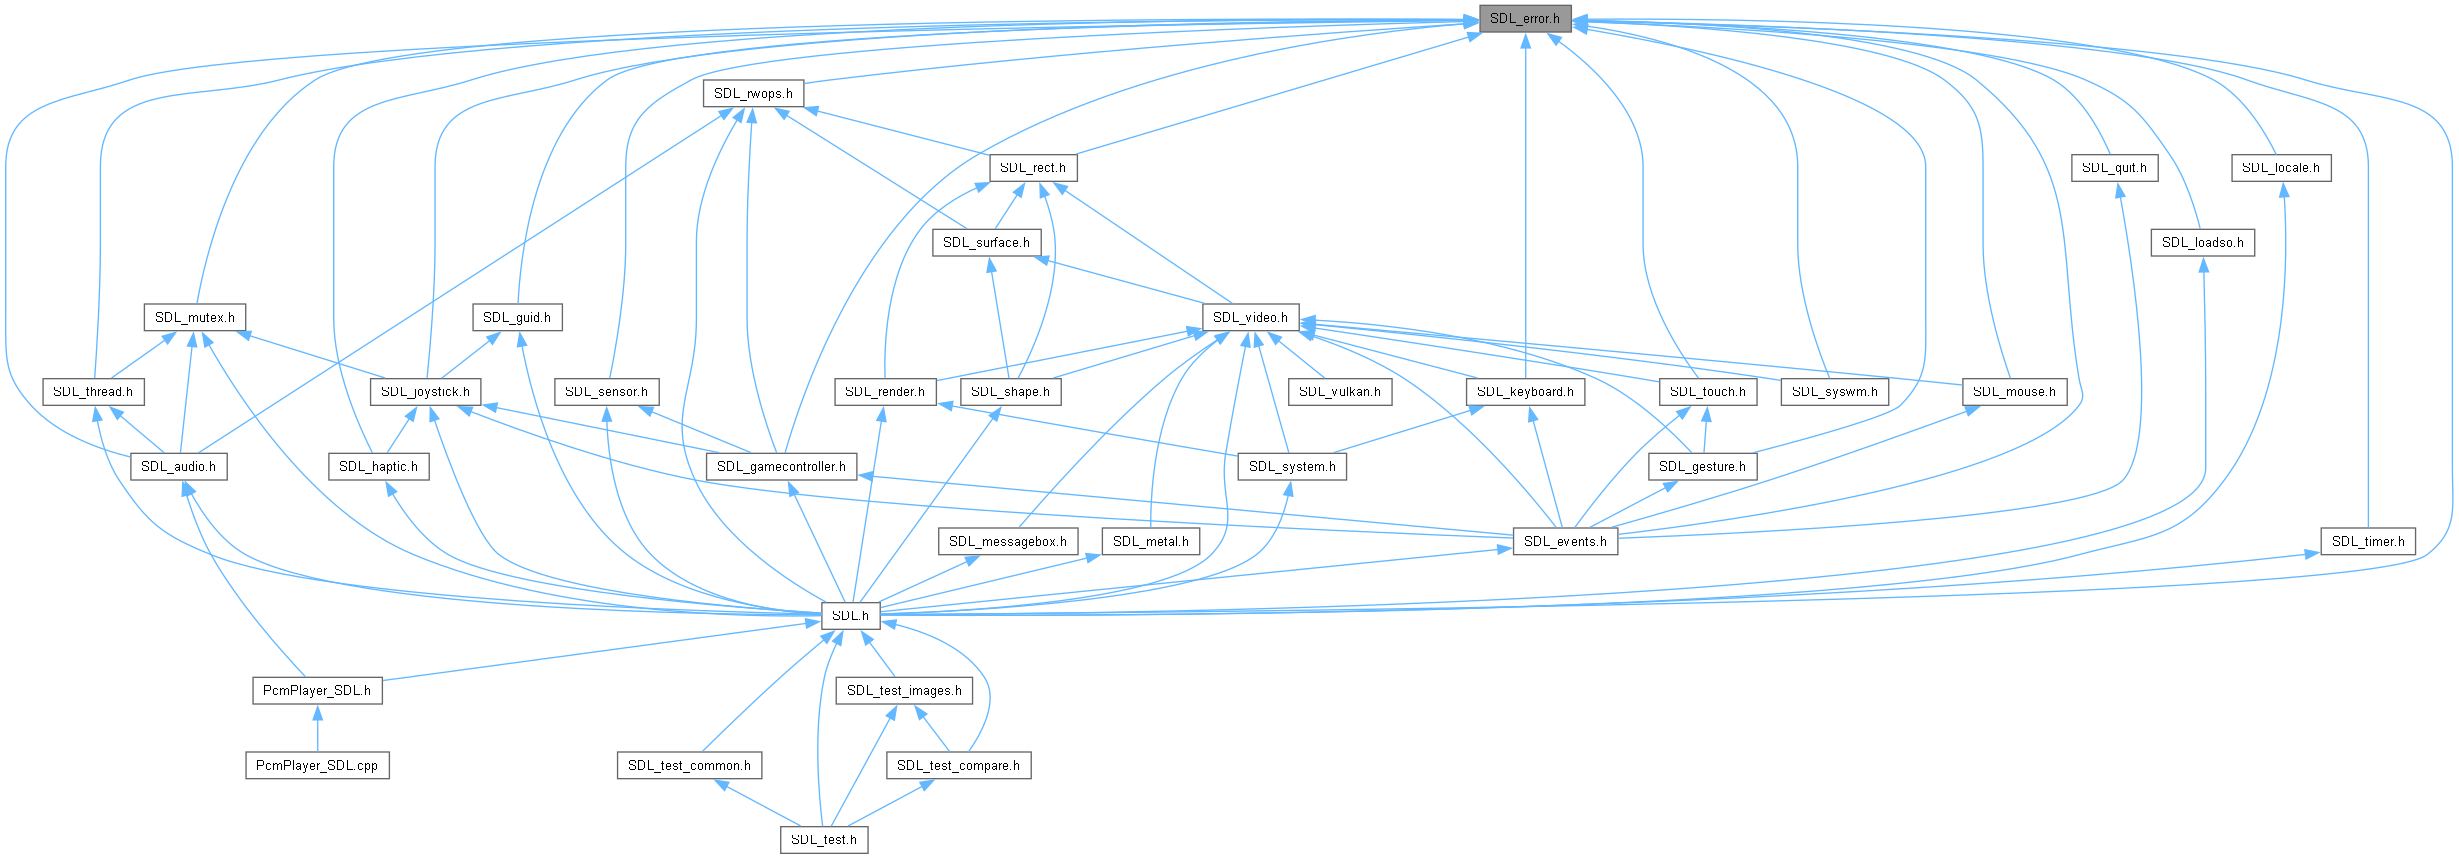 SDL_error.h
SDL_rwops.h
SDL_rect.h
SDL_quit.h
SDL_locale.h
SDL_surface.h
SDL_loadso.h
SDL_mutex.h
SDL_guid.h
SDL_video.h
SDL_thread.h
SDL_joystick.h
SDL_sensor.h
SDL_render.h
SDL_shape.h
SDL_vulkan.h
SDL_keyboard.h
SDL_touch.h
SDL_syswm.h
SDL_mouse.h
SDL_audio.h
SDL_haptic.h
SDL_gamecontroller.h
SDL_system.h
SDL_gesture.h
SDL_messagebox.h
SDL_metal.h
SDL_events.h
SDL_timer.h
SDL.h
PcmPlayer_SDL.h
SDL_test_images.h
PcmPlayer_SDL.cpp
SDL_test_common.h
SDL_test_compare.h
SDL_test.h